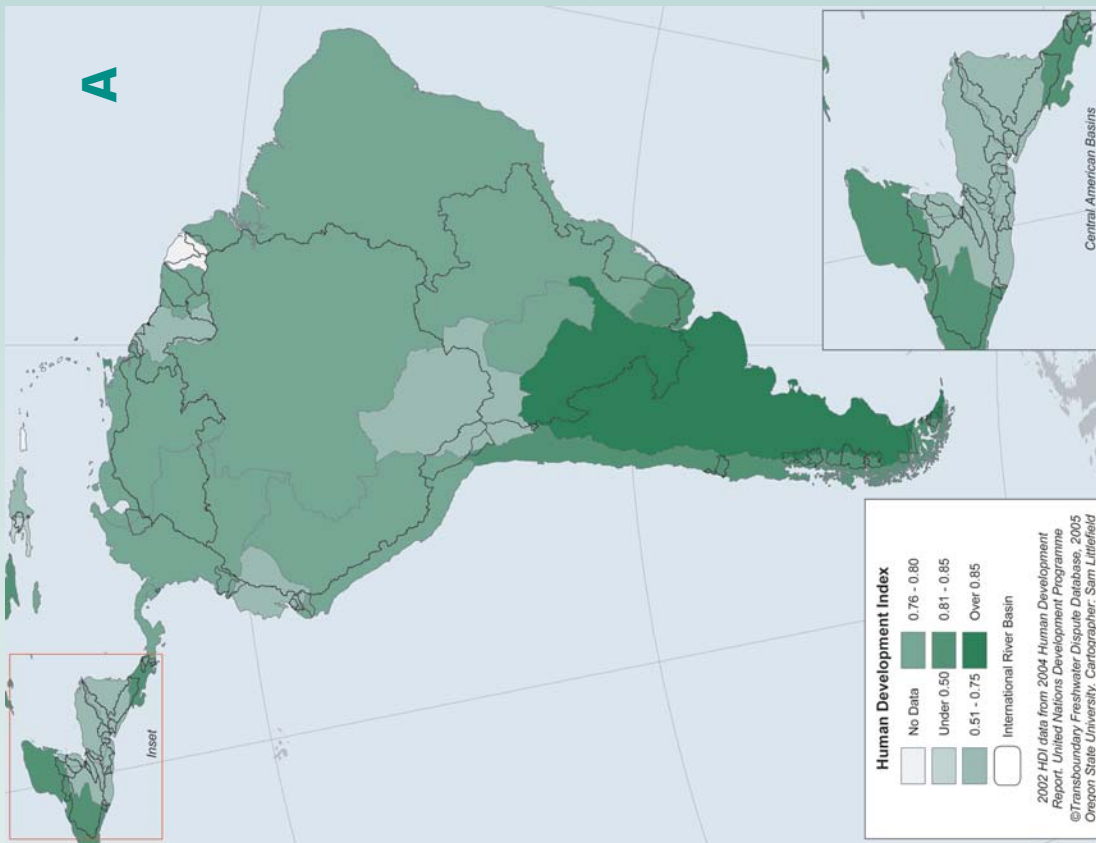 A
Inset
Central American Basins
Human Development Index
No Data
0.76 - 0.80
Under 0.50
0.81 - 0.85
0.51 - 0.75
Over 0.85
International River Basin
2002 HDI data from 2004 Human Development
Report. United Nations Development Programme
©Transboundary Freshwater Dispute Database, 2005
Oregon State University. Cartographer: Sam Littlefield